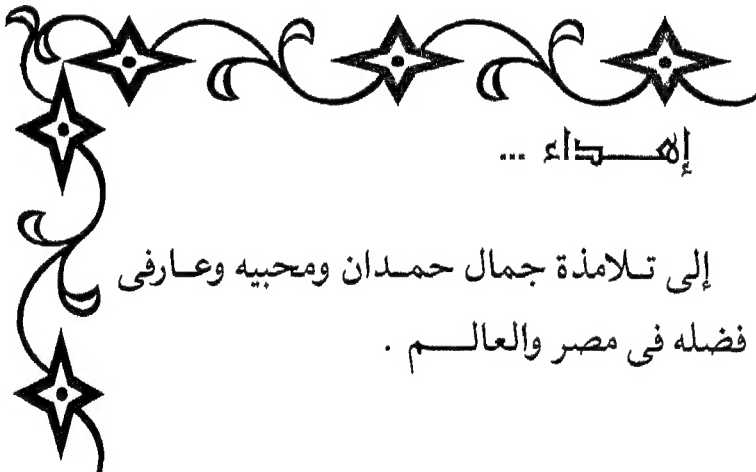 إهـــداء ...
إلى تـلامذة جمال حمـدان ومحبيه وعـارفى
فضله فى مصر والعالـــم .